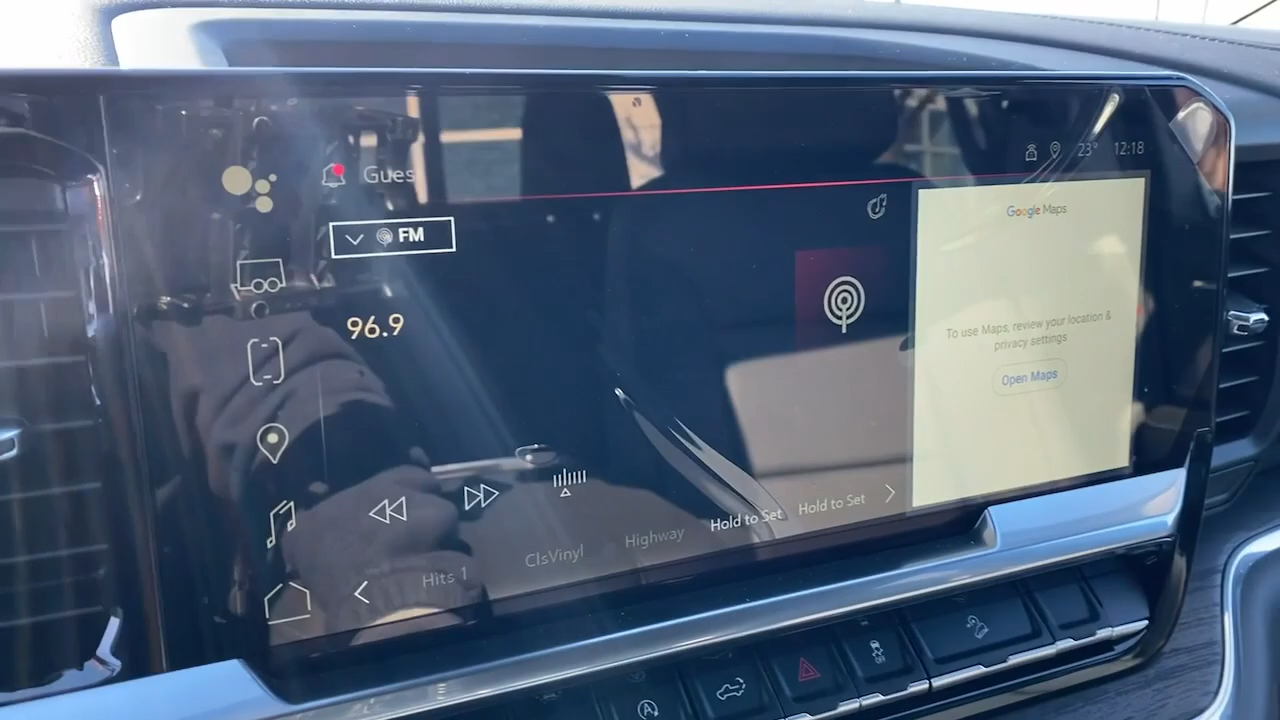 Gues
23° 12:18
FM
96.9
Google Maps
To use Maps, review your location &
privacy settings
Open Maps
Hits 1
ClsVinyl
Highway
Hold to Set
Hold to Set